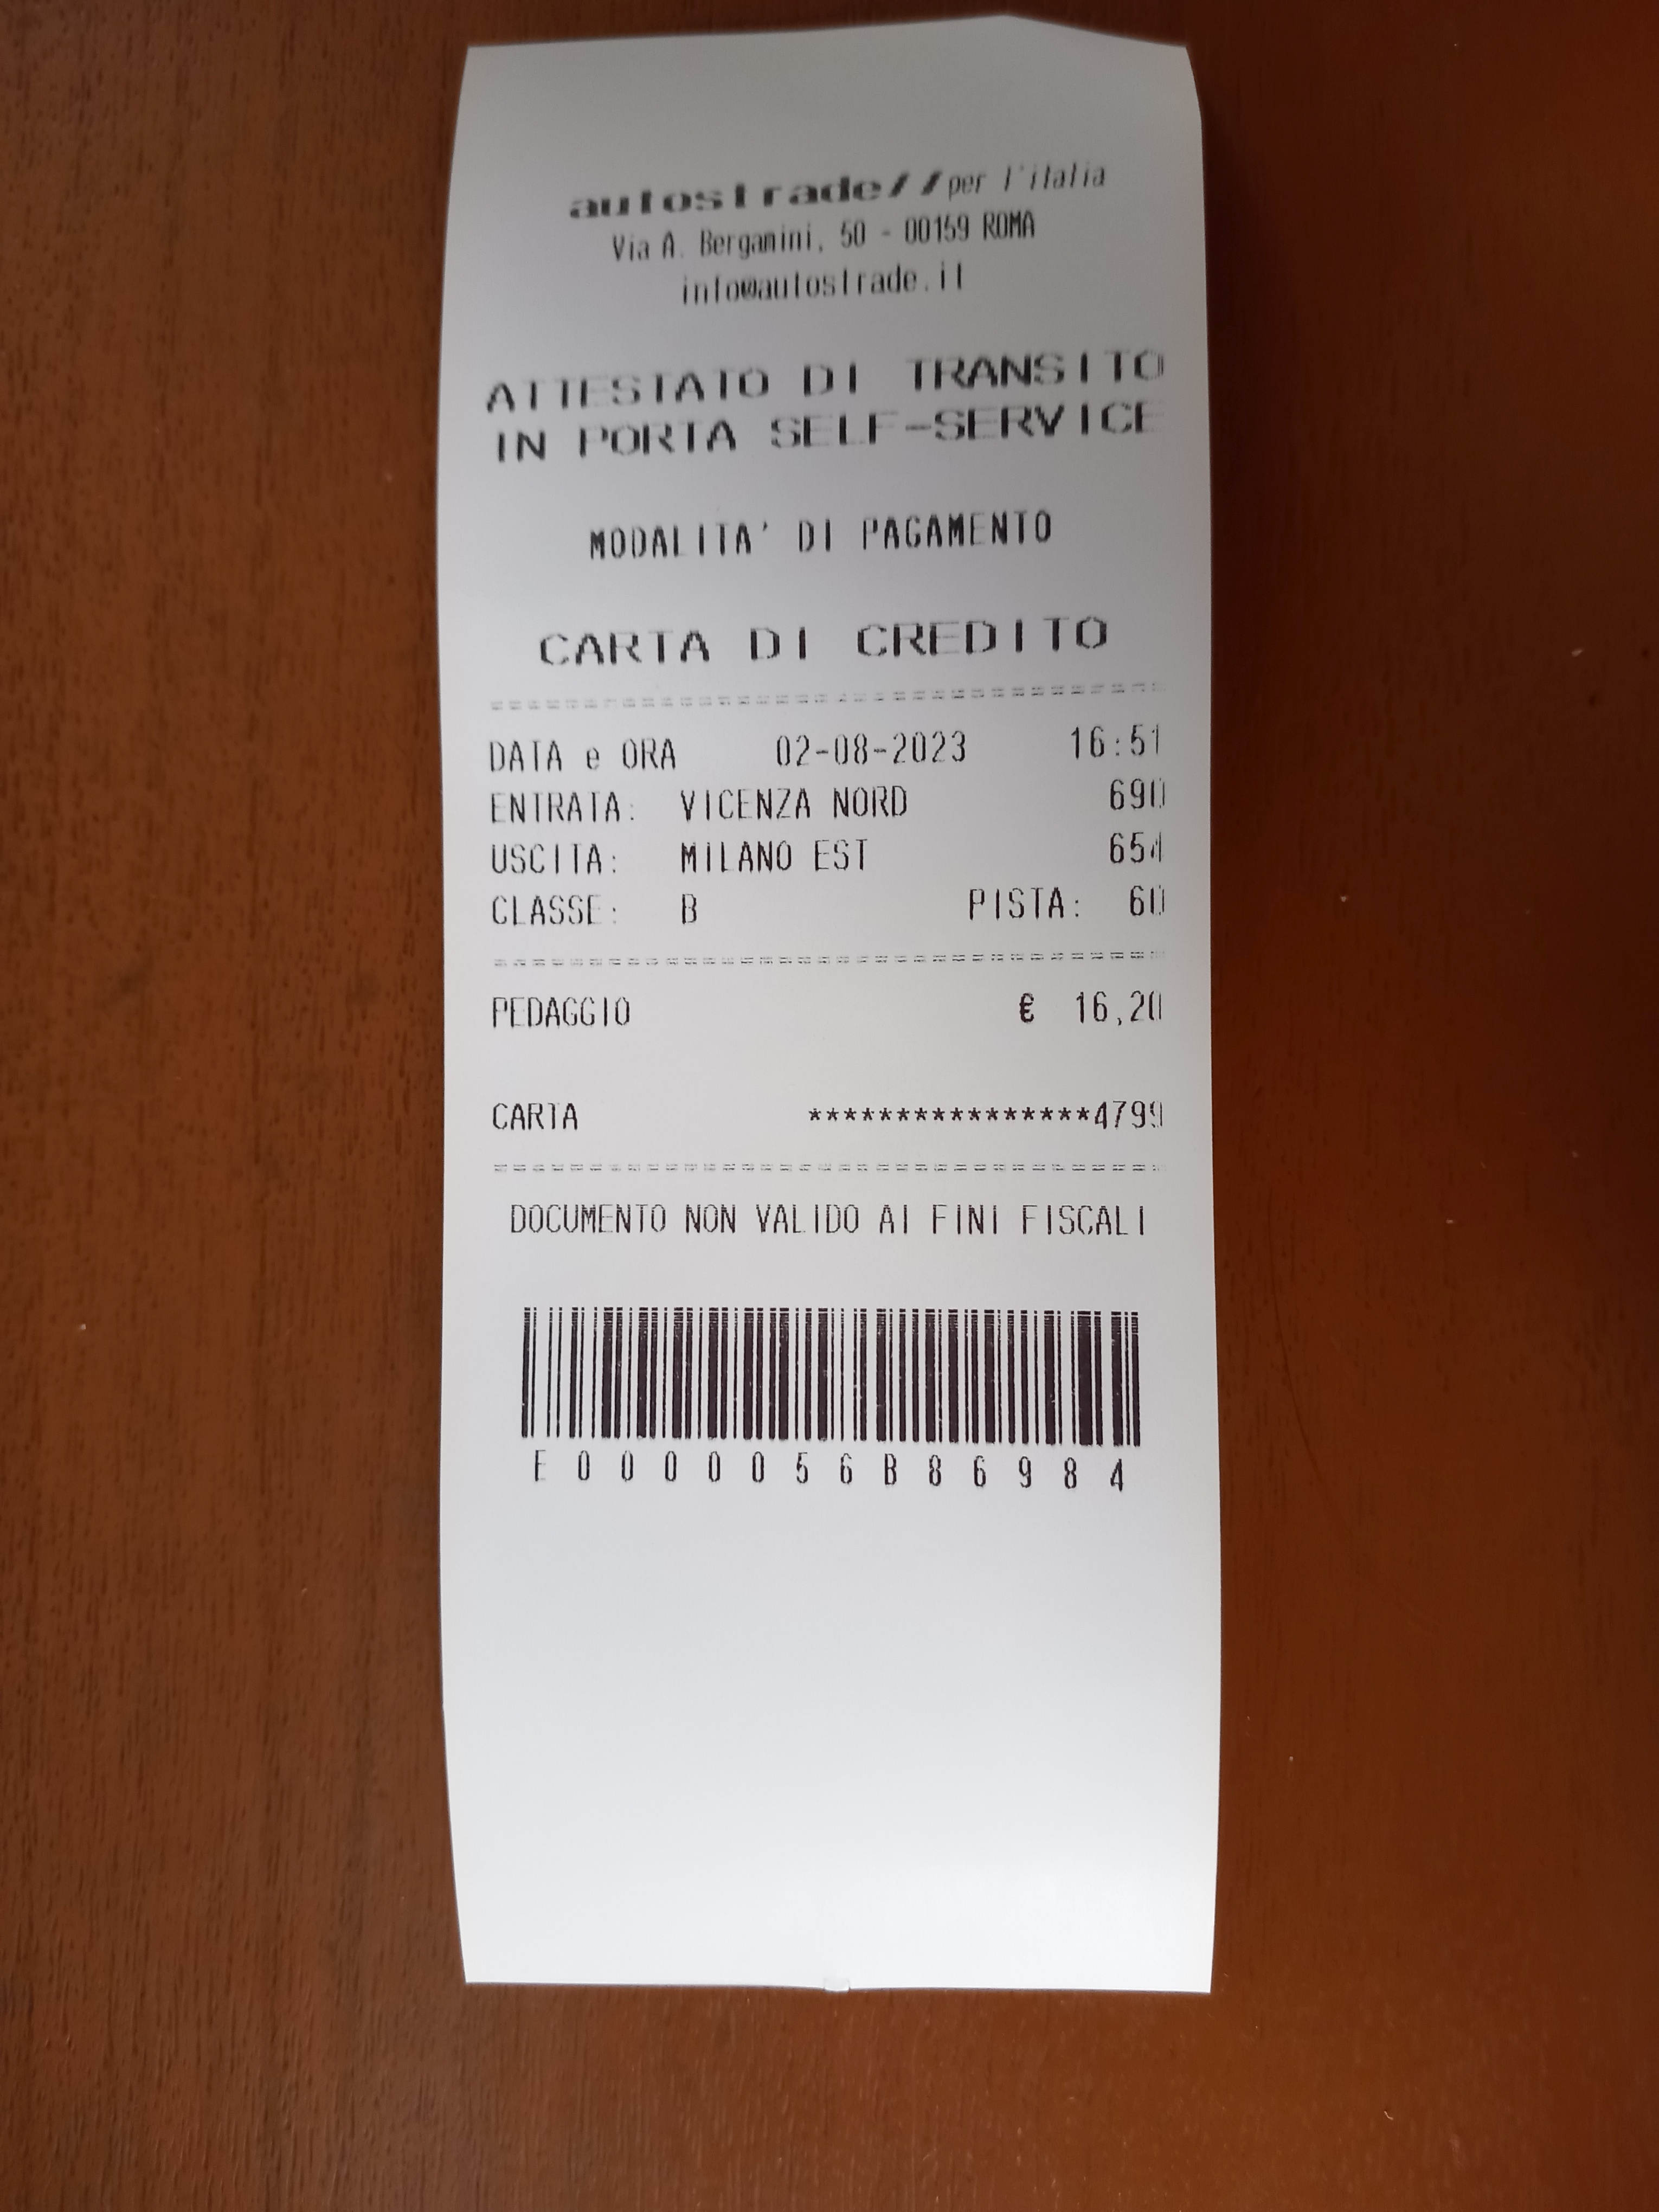 autostrade//per l'italia
Via A. Bergamini, 50 - 00159 ROMA
info@autostrade.it
ATTESTATO DI TRANSITO
IN PORTA SELF-SERVICE
MODALITA' DI PAGAMENTO
CARTA DI CREDITO
DATA e ORA 02-08-2023 16:51
ENTRATA: VICENZA NORD 690
USCITA: MILANO EST 654
CLASSE: B PISTA: 60
PEDAGGIO € 16,20
CARTA ****************4799
DOCUMENTO NON VALIDO AI FINI FISCALI
E0000056B86984